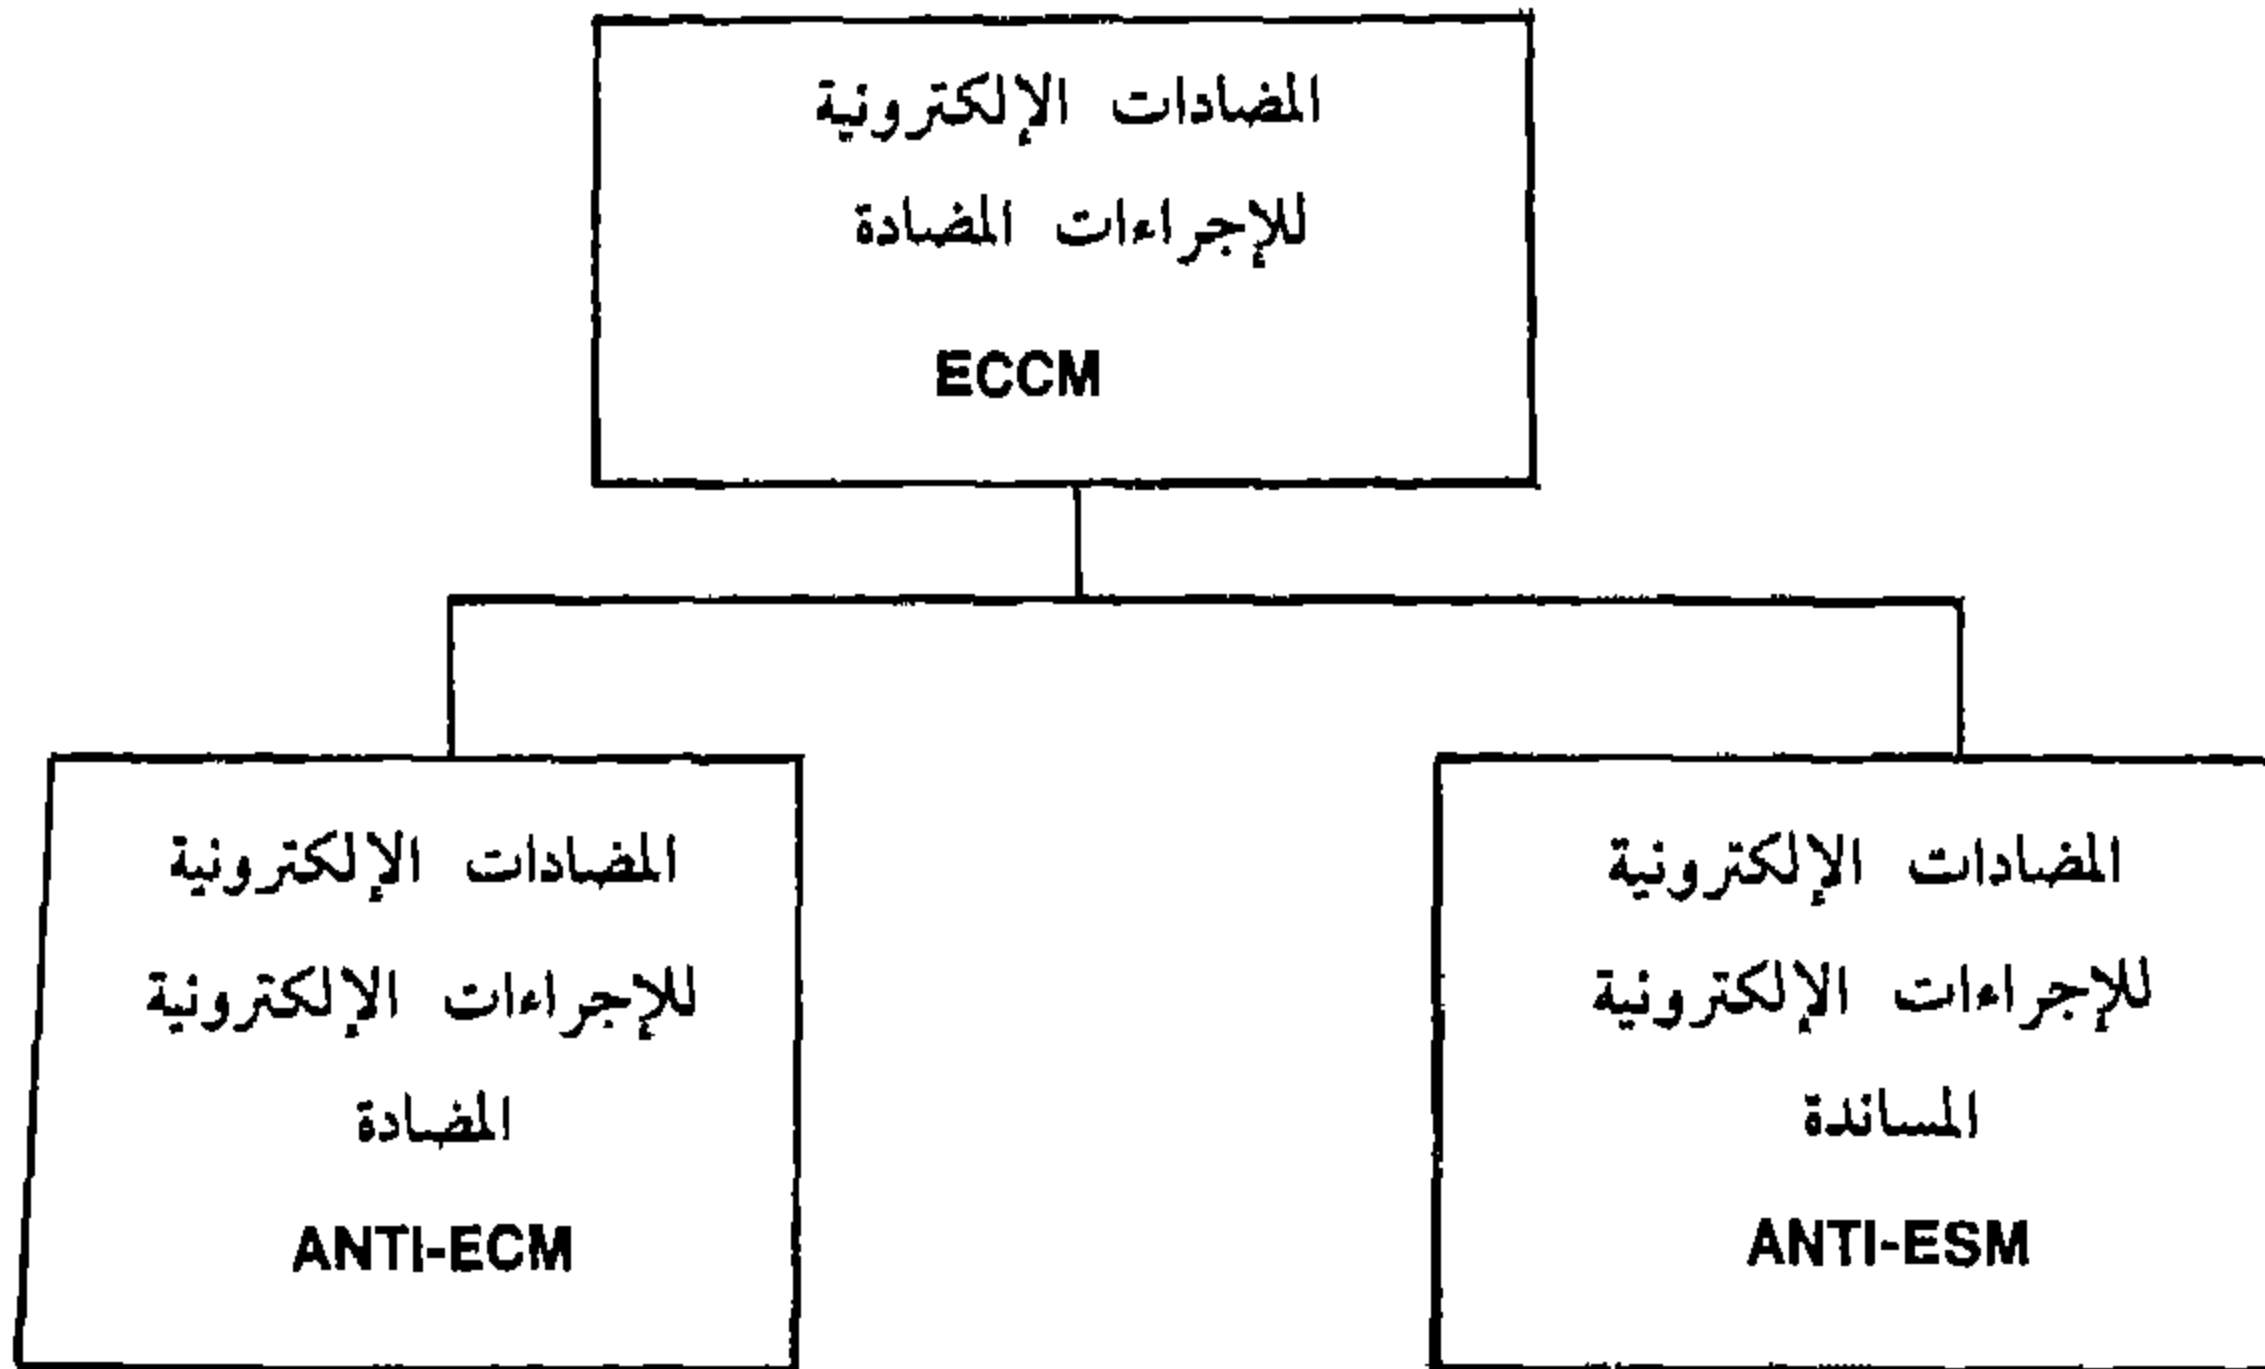 المضادات الإلكترونية
للإجراءات المضادة
ECCM
المضادات الإلكترونية
للإجراءات الإلكترونية
المساندة
ANTI-ESM
المضادات الإلكترونية
للإجراءات الإلكترونية
المضادة
ANTI-ECM